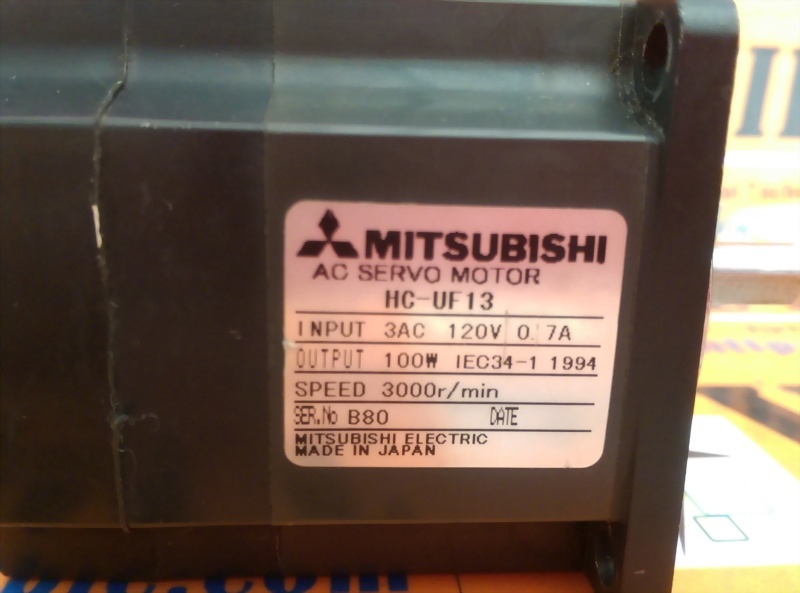 MITSUBISHI
AC SERVO MOTOR
HC-UF13
INPUT 3AC 120V 0.7A
OUTPUT 100W IEC34-1 1994
SPEED 3000r/min
SER.No B80 DATE
MITSUBISHI ELECTRIC
MADE IN JAPAN
.com